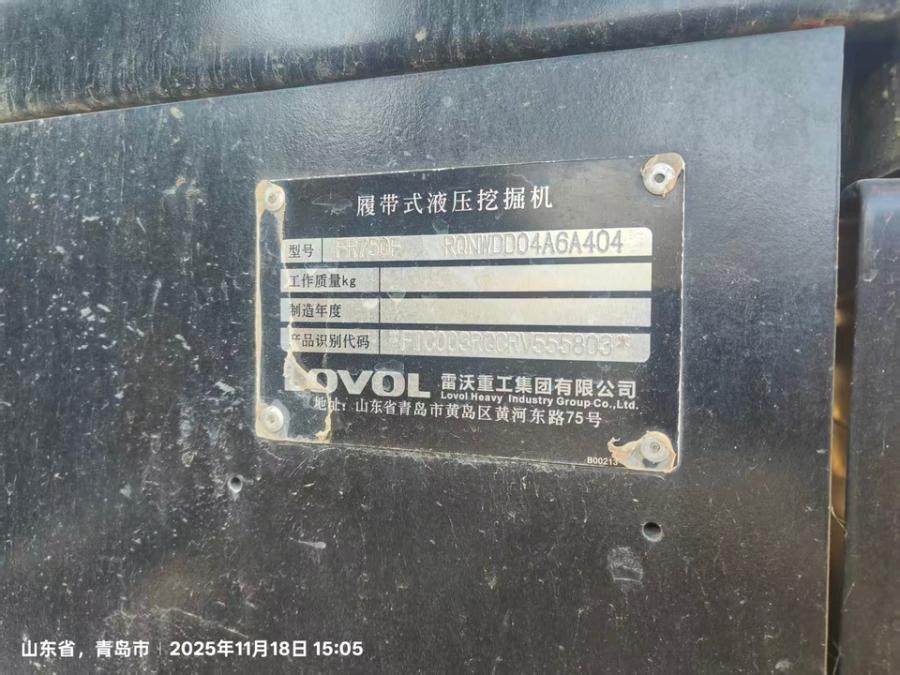 履带式液压挖掘机
型号 FR750F RQNWDD04A6A404
工作质量kg
制造年度
产品识别代码 *F1C003RGCRV555803*
LOVOL 雷沃重工集团有限公司
Lovol Heavy Industry Group Co.,Ltd.
地址：山东省青岛市黄岛区黄河东路75号
B00213
山东省，青岛市 2025年11月18日 15:05